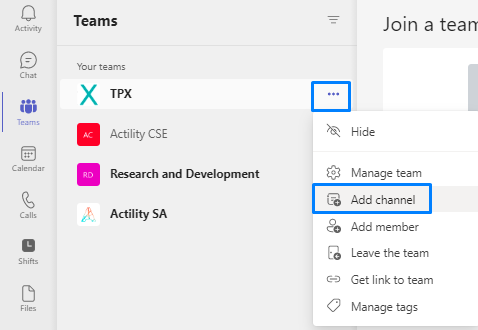 Activity
Chat
Teams
Calendar
Calls
Shifts
Files
Teams
Your teams
TPX
AC Actility CSE
RD Research and Development
Actility SA
Join a team
Hide
Manage team
Add channel
Add member
Leave the team
Get link to team
Manage tags